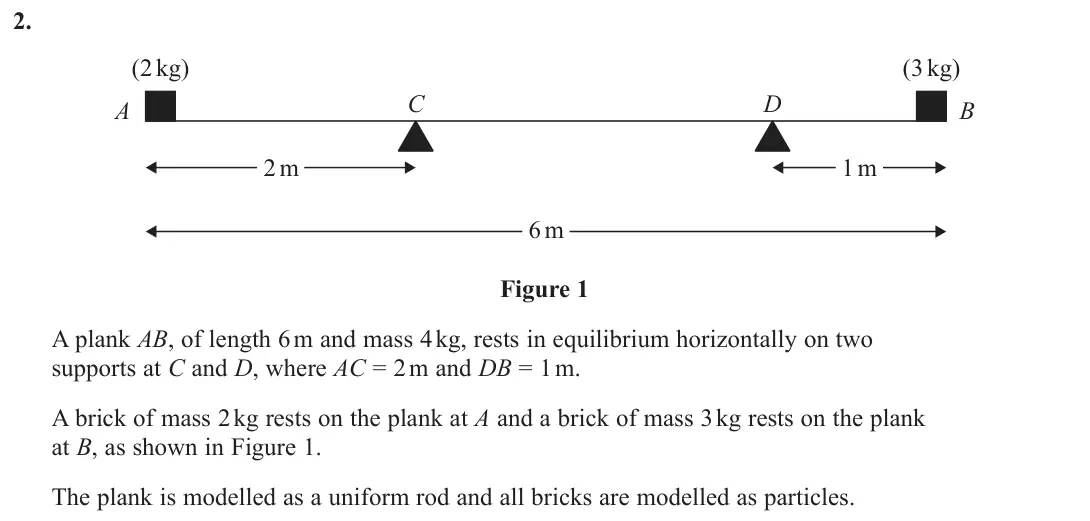 2.
(2 kg) (3 kg)
A C D B
2 m 1 m
6 m
Figure 1
A plank AB, of length 6 m and mass 4 kg, rests in equilibrium horizontally on two
supports at C and D, where AC = 2 m and DB = 1 m.
A brick of mass 2 kg rests on the plank at A and a brick of mass 3 kg rests on the plank
at B, as shown in Figure 1.
The plank is modelled as a uniform rod and all bricks are modelled as particles.